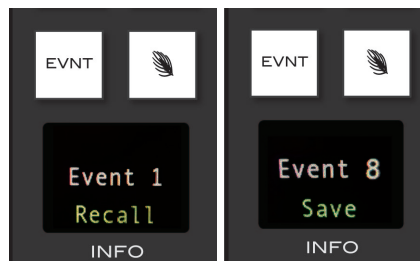 EVNT
Event 1
Recall
INFO
EVNT
Event 8
Save
INFO